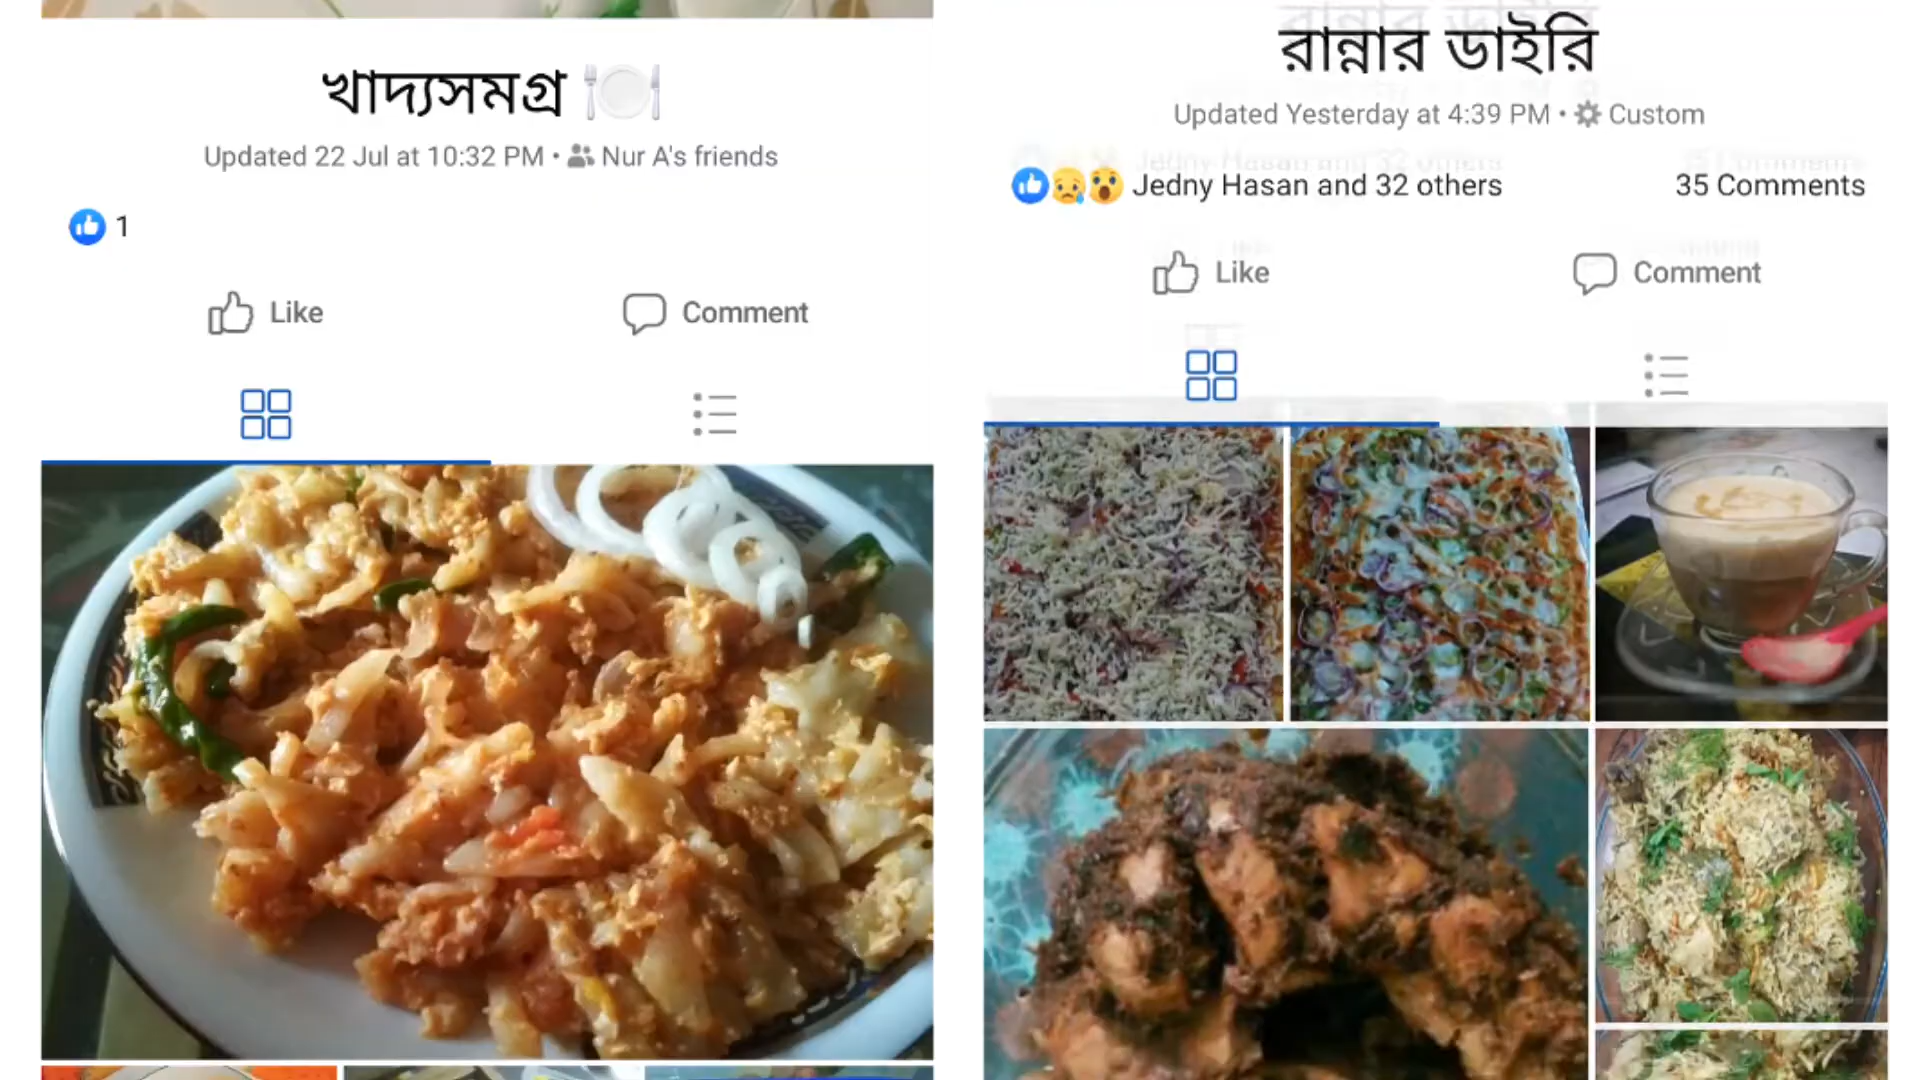 খাদ্যসমগ্র 🍽️
Updated 22 Jul at 10:32 PM • Nur A's friends
1
Like
Comment
রান্নার ডাইরি
Updated Yesterday at 4:39 PM • Custom
Jedny Hasan and 32 others
35 Comments
Like
Comment